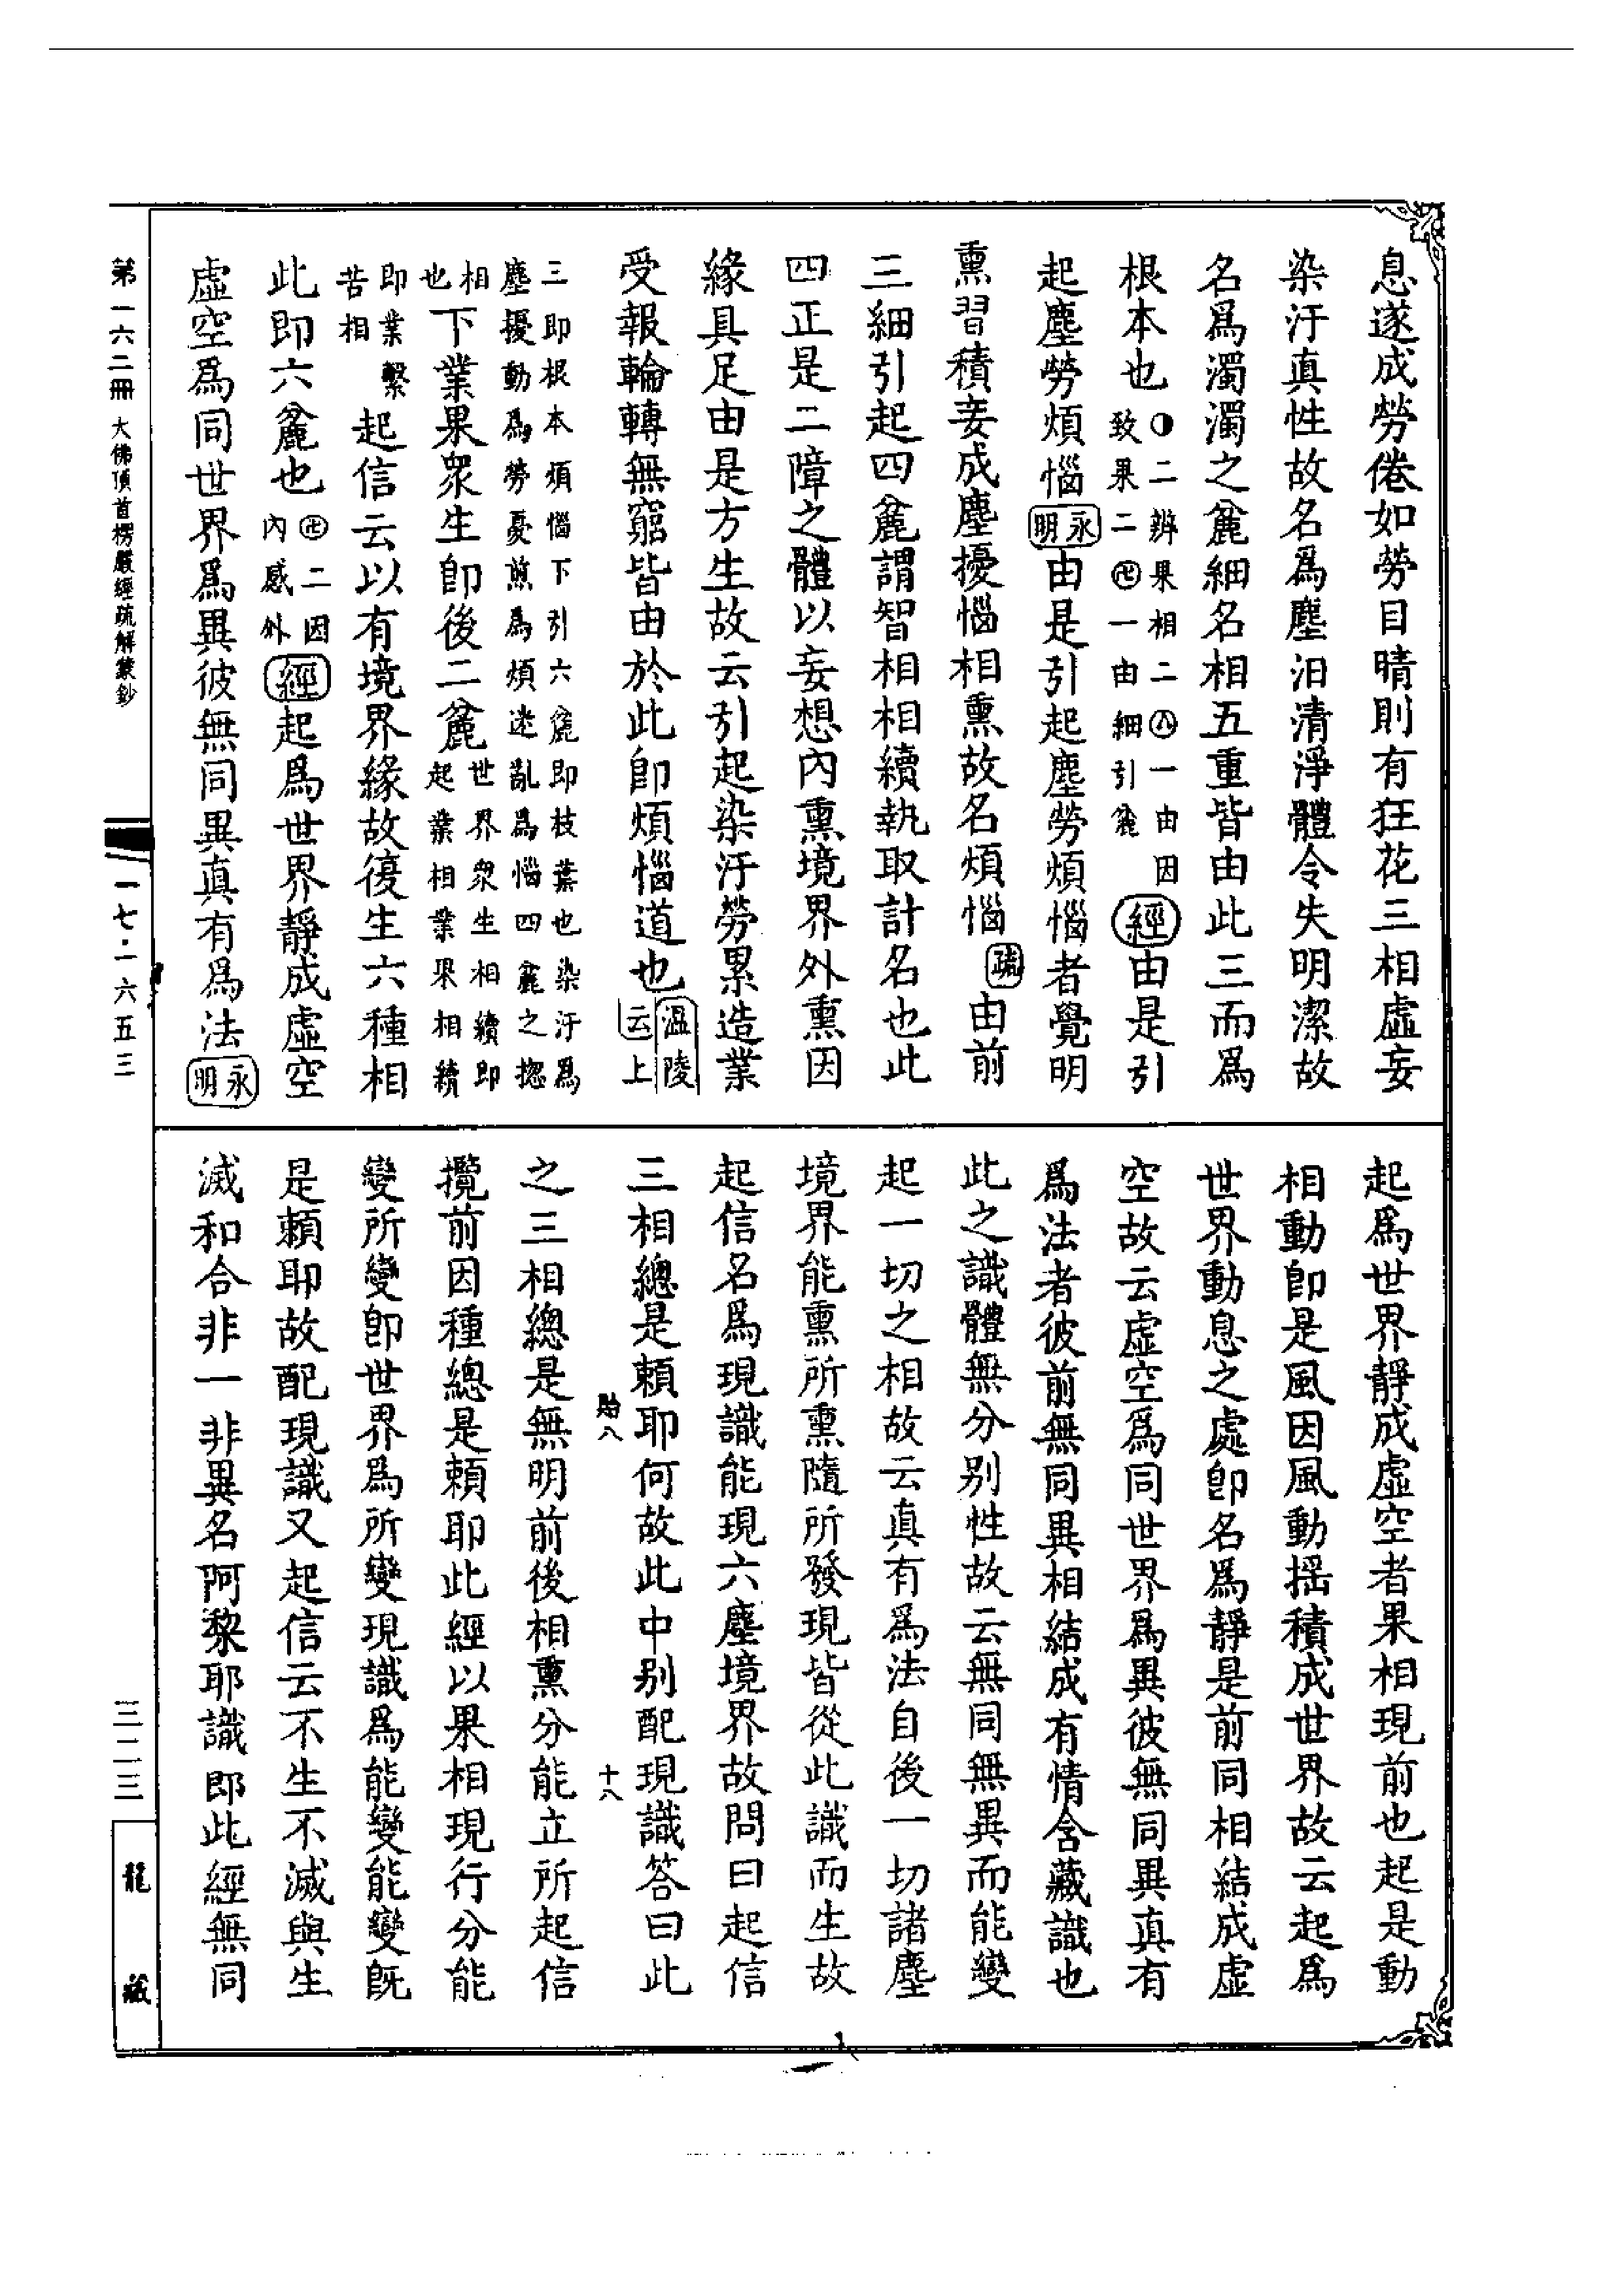 息遂成勞倦如勞目睛則有狂花三相虛妄
染汙真性故名爲塵汨清淨體令失明潔故
名爲濁濁之麄細名相五重皆由此三而爲
根本也◑二辨果相二㊇一由因致果二㊉一由細引麄經由是引
起塵勞煩惱永明由是引起塵勞煩惱者覺明
熏習積妄成塵擾惱相熏故名煩惱疏由前
三細引起四麄謂智相相續執取計名也此
四正是二障之體以妄想內熏境界外熏因
緣具足由是方生故云引起染汙勞累造業
受報輪轉無窮皆由於此即煩惱道也温陵云上
三即根本煩惱下引六麄即枝葉也染汙爲
塵擾動爲勞憂煎爲煩迷亂爲惱四麄之揔
相也下業果衆生即後二麄世界衆生相續即起業相業果相續
即業繫苦相起信云以有境界緣故復生六種相
此即六麄也卍二因內感外經起爲世界靜成虛空
虛空爲同世界爲異彼無同異真有爲法永明
起爲世界靜成虛空者果相現前也起是動
相動即是風因風動搖積成世界故云起爲
世界動息之處即名爲靜是前同相結成虛
空故云虛空爲同世界爲異彼無同異真有
爲法者彼前無同異相結成有情含藏識也
此之識體無分别性故云無同無異而能變
起一切之相故云真有爲法自後一切諸塵
境界能熏所熏隨所發現皆從此識而生故
起信名爲現識能現六塵境界故問曰起信
三相總是賴耶何故此中别配現識答曰此
貽八 十八
之三相總是無明前後相熏分能立所起信
攬前因種總是賴耶此經以果相現行分能
變所變即世界爲所變現識爲能變能變旣
是賴耶故配現識又起信云不生不滅與生
滅和合非一非異名阿黎耶識即此經無同
第一六二冊 大佛頂首楞嚴經疏解蒙鈔
一七·一六五三
三二三
龍藏